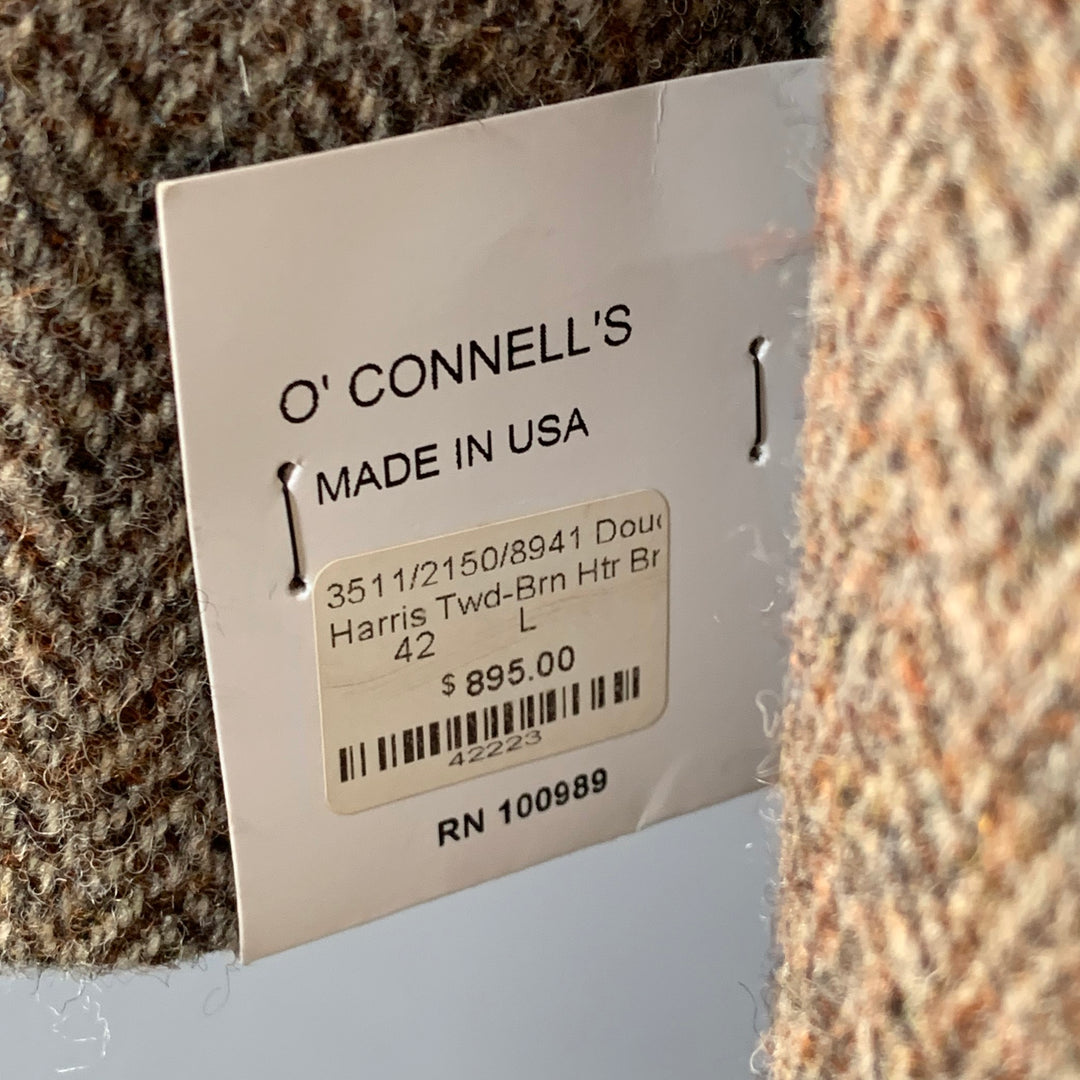 O' CONNELL'S
MADE IN USA
3511/2150/8941
Harris Twd-Brn Htr Br
42 L
$ 895.00
42223
RN 100989